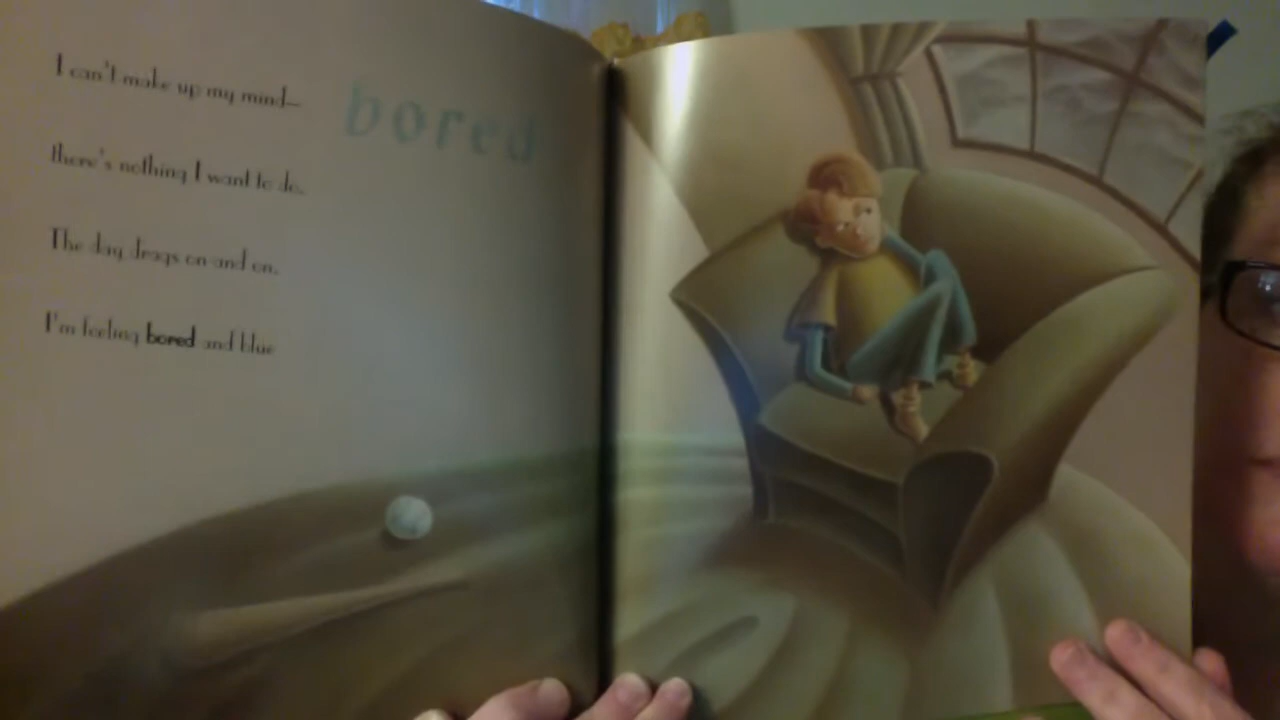 I can't make up my mind—
bored
there's nothing I want to do.
The day drags on and on.
I'm feeling bored and blue